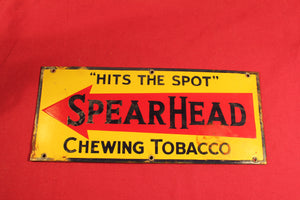 "HITS THE SPOT"
SPEARHEAD
CHEWING TOBACCO